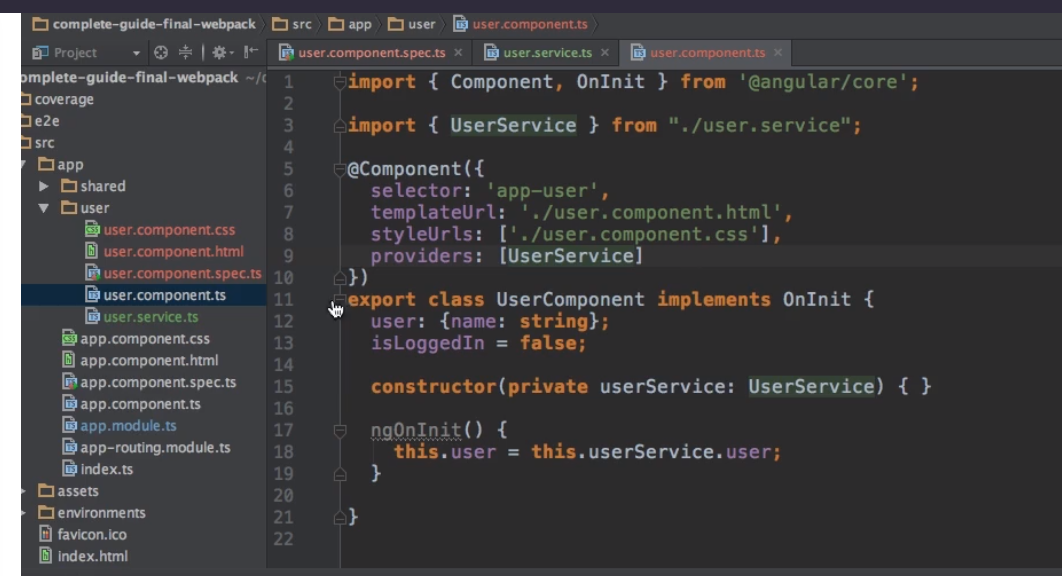 complete-guide-final-webpack src app user user.component.ts
Project
user.component.spec.ts × user.service.ts × user.component.ts ×
omplete-guide-final-webpack ~/c
coverage
e2e
src
app
shared
user
user.component.css
user.component.html
user.component.spec.ts
user.component.ts
user.service.ts
app.component.css
app.component.html
app.component.spec.ts
app.component.ts
app.module.ts
app-routing.module.ts
index.ts
assets
environments
favicon.ico
index.html
1 import { Component, OnInit } from '@angular/core';
2
3 import { UserService } from "./user.service";
4
5 @Component({
6 selector: 'app-user',
7 templateUrl: './user.component.html',
8 styleUrls: ['./user.component.css'],
9 providers: [UserService]
10 })
11 export class UserComponent implements OnInit {
12 user: {name: string};
13 isLoggedIn = false;
14
15 constructor(private userService: UserService) { }
16
17 ngOnInit() {
18 this.user = this.userService.user;
19 }
20
21 }
22